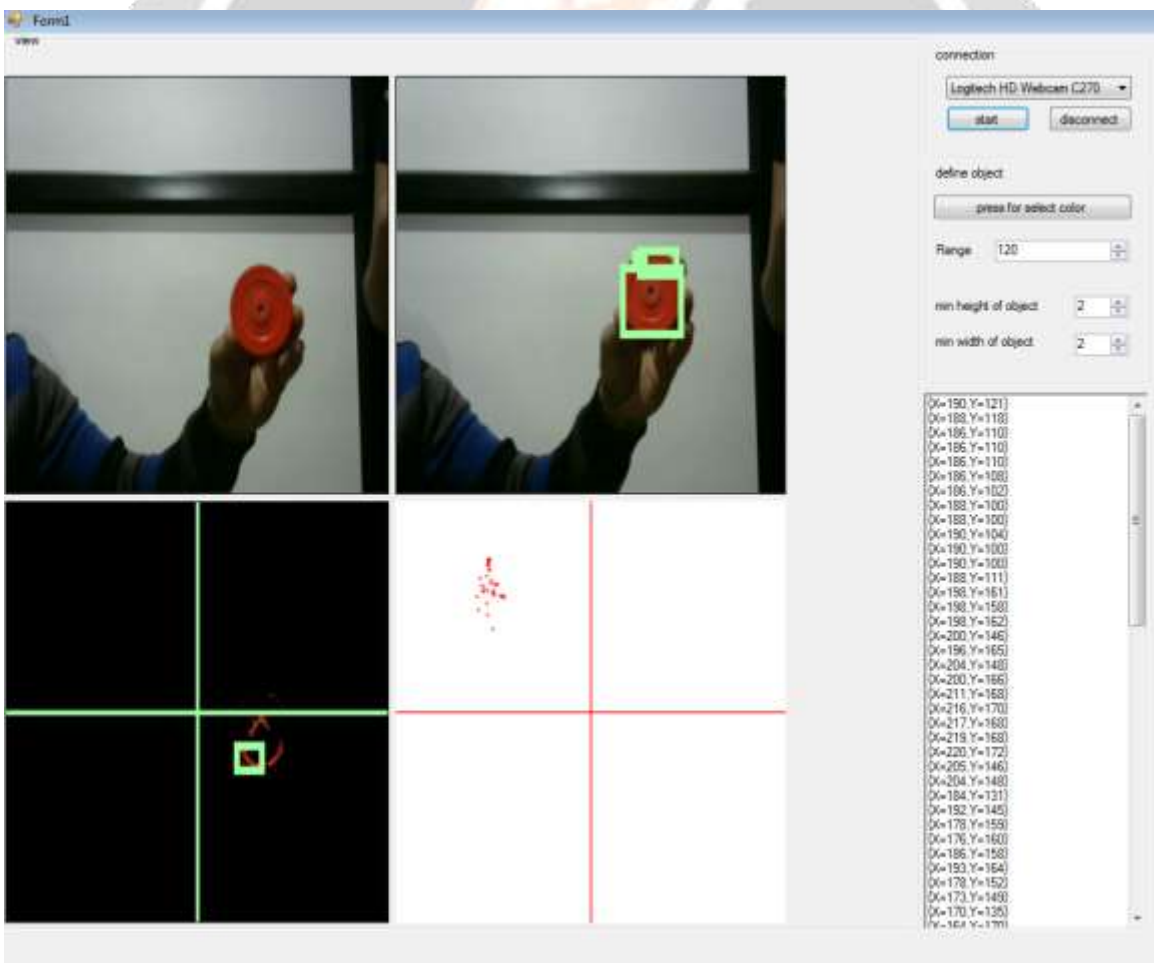 Form1
view
connection
Logitech HD Webcam C270
start
disconnect
define object
press for select color
Range
120
min height of object
2
min width of object
2
{X=190,Y=121}
{X=188,Y=118}
{X=186,Y=110}
{X=186,Y=110}
{X=186,Y=110}
{X=186,Y=108}
{X=186,Y=102}
{X=188,Y=100}
{X=188,Y=100}
{X=190,Y=104}
{X=190,Y=100}
{X=190,Y=100}
{X=188,Y=111}
{X=198,Y=161}
{X=198,Y=158}
{X=198,Y=162}
{X=200,Y=146}
{X=196,Y=165}
{X=204,Y=148}
{X=200,Y=166}
{X=211,Y=168}
{X=216,Y=170}
{X=217,Y=168}
{X=219,Y=168}
{X=220,Y=172}
{X=205,Y=146}
{X=204,Y=148}
{X=184,Y=131}
{X=192,Y=145}
{X=178,Y=159}
{X=176,Y=160}
{X=186,Y=158}
{X=193,Y=164}
{X=178,Y=152}
{X=173,Y=149}
{X=170,Y=135}
{X=164,Y=170}